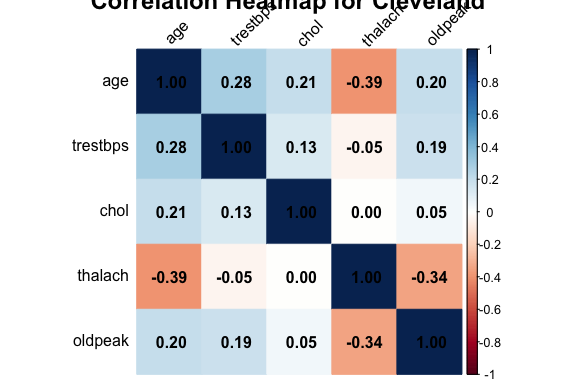 Correlation Heatmap for Cleveland
age trestbps chol thalach oldpeak
age 1.00 0.28 0.21 -0.39 0.20
trestbps 0.28 1.00 0.13 -0.05 0.19
chol 0.21 0.13 1.00 0.00 0.05
thalach -0.39 -0.05 0.00 1.00 -0.34
oldpeak 0.20 0.19 0.05 -0.34 1.00
1
0.8
0.6
0.4
0.2
0
-0.2
-0.4
-0.6
-0.8
-1